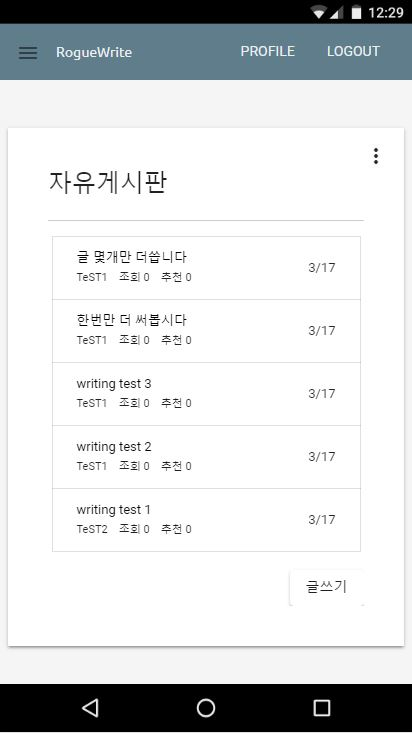 12:29
RogueWrite PROFILE LOGOUT
자유게시판
글 몇개만 더씁니다
3/17
TeST1 조회 0 추천 0
한번만 더 써봅시다
3/17
TeST1 조회 0 추천 0
writing test 3
3/17
TeST1 조회 0 추천 0
writing test 2
3/17
TeST1 조회 0 추천 0
writing test 1
3/17
TeST2 조회 0 추천 0
글쓰기